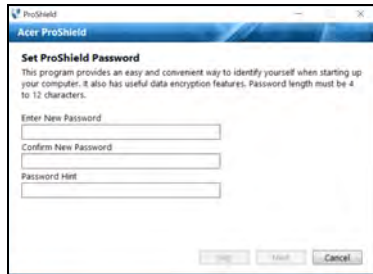 ProShield
Acer ProShield
Set ProShield Password
This program provides an easy and convenient way to identify yourself when starting up
your computer. It also has useful data encryption features. Password length must be 4
to 12 characters.
Enter New Password
Confirm New Password
Password Hint
Next
Cancel